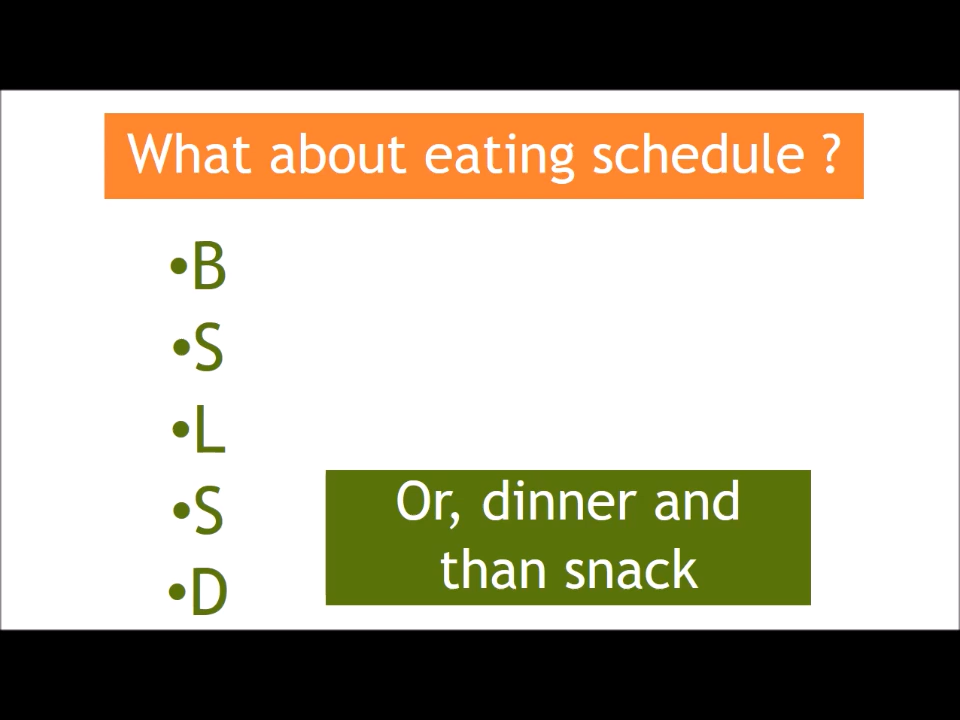 What about eating schedule ?
•B
•S
•L
•S
•D
Or, dinner and
than snack